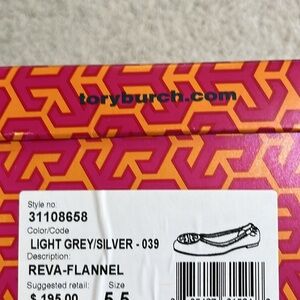 toryburch.com
Style no:
31108658
Color/Code
LIGHT GREY/SILVER - 039
Description:
REVA-FLANNEL
Suggested retail: Size
$ 195.00 5.5